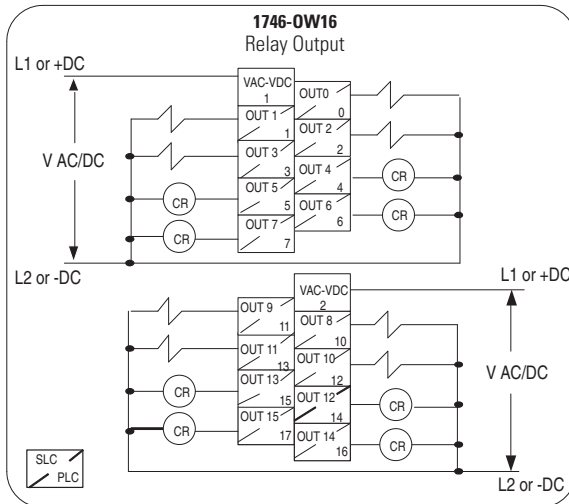 1746-OW16
Relay Output
L1 or +DC
VAC-VDC
1
OUT0
0
OUT 1
1
OUT 2
2
V AC/DC
OUT 3
3
OUT 4
4
CR
CR
OUT 5
5
OUT 6
6
CR
CR
OUT 7
7
L2 or -DC
VAC-VDC
2
L1 or +DC
OUT 9
11
OUT 8
10
OUT 11
13
OUT 10
12
V AC/DC
CR
OUT 13
15
OUT 12
14
CR
CR
OUT 15
17
OUT 14
16
CR
SLC
PLC
L2 or -DC